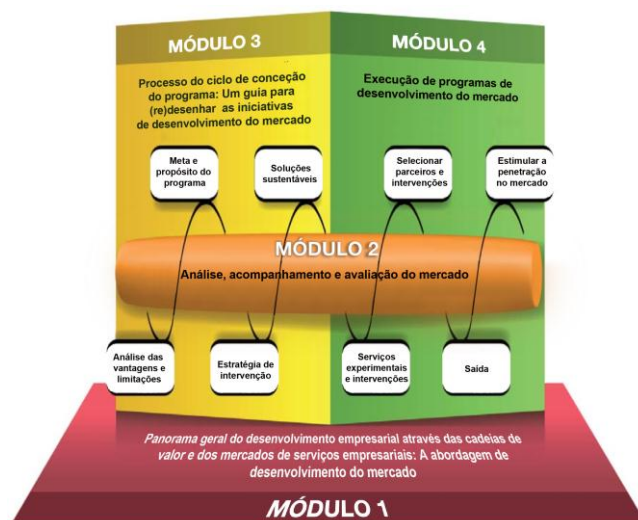 MÓDULO 3
Processo do ciclo de conceção
do programa: Um guia para
(re)desenhar as iniciativas
de desenvolvimento do mercado
MÓDULO 4
Execução de programas de
desenvolvimento do mercado
Meta e
propósito do
programa
Soluções
sustentáveis
Selecionar
parceiros e
intervenções
Estimular a
penetração
no mercado
MÓDULO 2
Análise, acompanhamento e avaliação do mercado
Análise das
vantagens e
limitações
Estratégia de
intervenção
Serviços
experimentais
e intervenções
Saída
Panorama geral do desenvolvimento empresarial através das cadeias de
valor e dos mercados de serviços empresariais: A abordagem de
desenvolvimento do mercado
MÓDULO 1